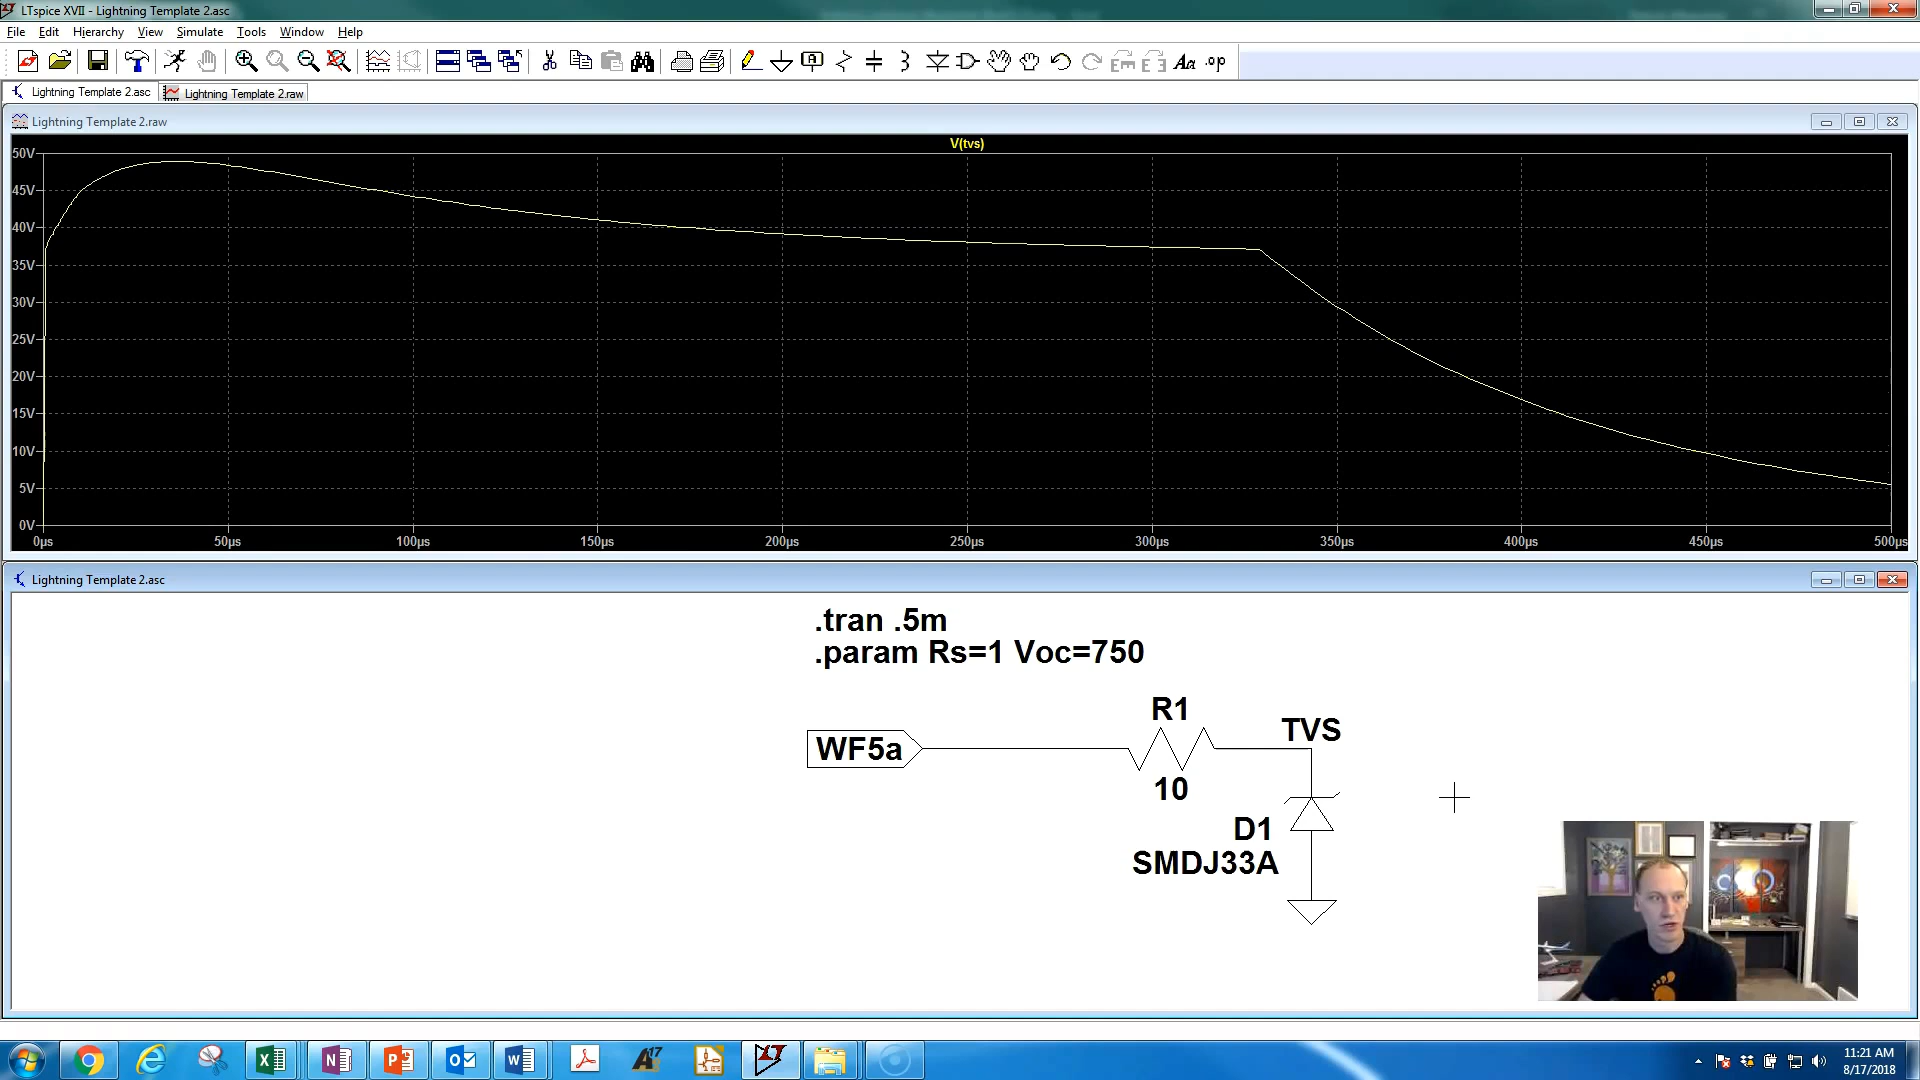 LTspice XVII - Lightning Template 2.asc
File Edit Hierarchy View Simulate Tools Window Help
Lightning Template 2.asc Lightning Template 2.raw
Lightning Template 2.raw
V(tvs)
50V
45V
40V
35V
30V
25V
20V
15V
10V
5V
0V
0µs 50µs 100µs 150µs 200µs 250µs 300µs 350µs 400µs 450µs 500µs
Lightning Template 2.asc
.tran .5m
.param Rs=1 Voc=750
R1
TVS
WF5a
10
D1
SMDJ33A
11:21 AM
8/17/2018